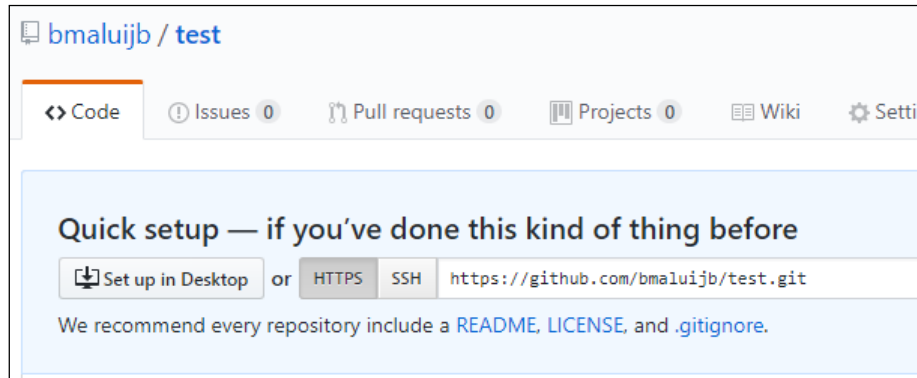 bmaluijb / test
Code Issues 0 Pull requests 0 Projects 0 Wiki Setti
Quick setup — if you’ve done this kind of thing before
Set up in Desktop or HTTPS SSH https://github.com/bmaluijb/test.git
We recommend every repository include a README, LICENSE, and .gitignore.